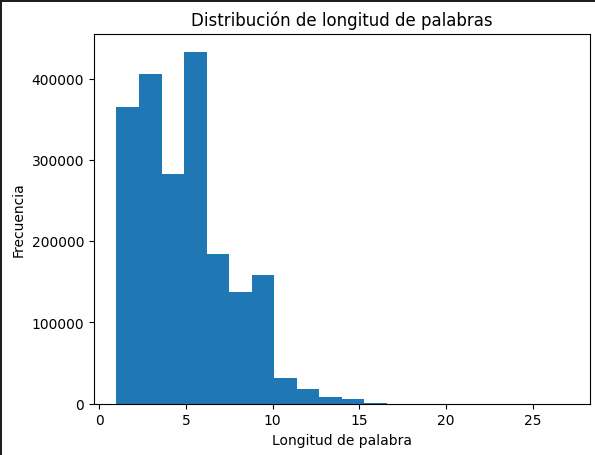 Distribución de longitud de palabras
400000
300000
200000
100000
0
Frecuencia
0 5 10 15 20 25
Longitud de palabra